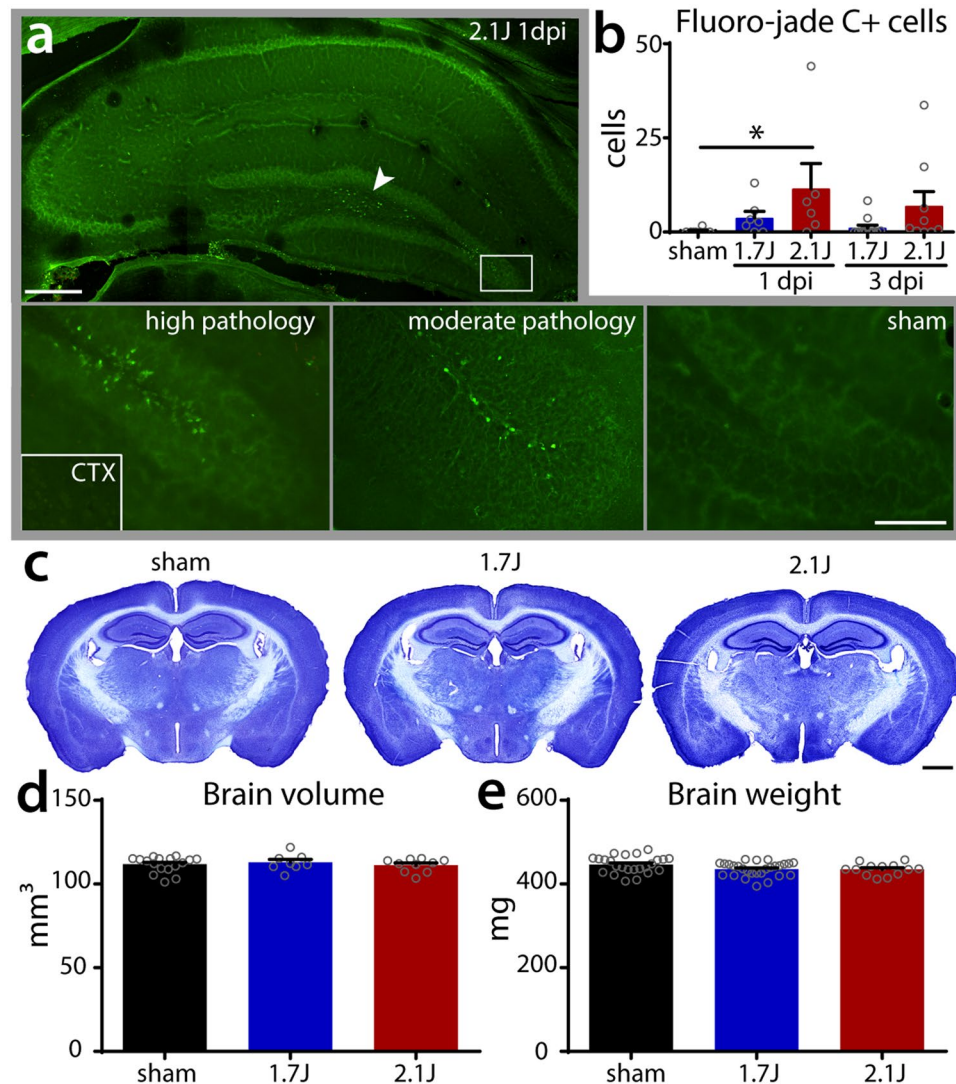 a
2.1J 1dpi
high pathology
CTX
moderate pathology
sham
b
Fluoro-jade C+ cells
50
25
0
cells
*
sham 1.7J 2.1J 1.7J 2.1J
1 dpi 3 dpi
c
sham 1.7J 2.1J
d
Brain volume
150
100
50
0
mm³
sham 1.7J 2.1J
e
Brain weight
600
400
200
0
mg
sham 1.7J 2.1J